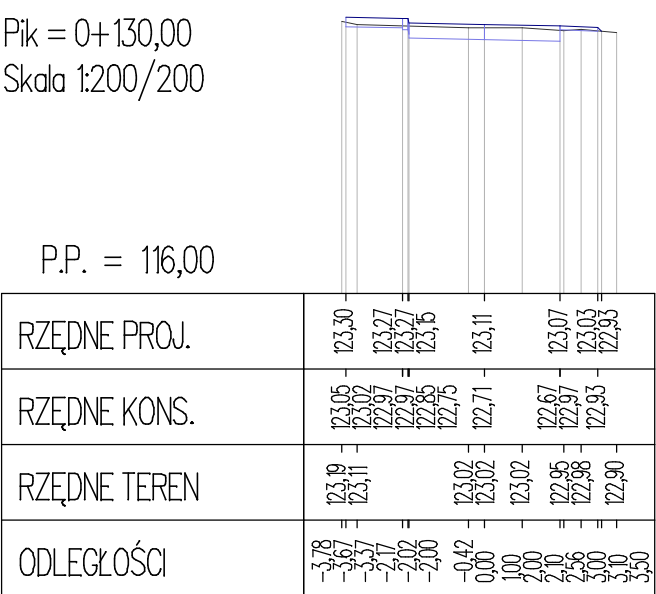 Pik = 0+130,00
Skala 1:200/200
P.P. = 116,00
RZĘDNE PROJ. 123,30 123,27 123,27 123,15 123,11 123,07 123,03 122,93
RZĘDNE KONS. 123,05 123,02 122,97 122,97 122,85 122,75 122,71 122,67 122,97 122,93
RZĘDNE TEREN 123,19 123,11 123,02 123,02 123,02 122,95 122,98 122,90
ODLEGŁOŚCI -3,78 -3,67 -3,37 -2,17 -2,02 -2,00 -0,42 0,00 1,00 2,00 2,10 2,56 3,00 3,10 3,50